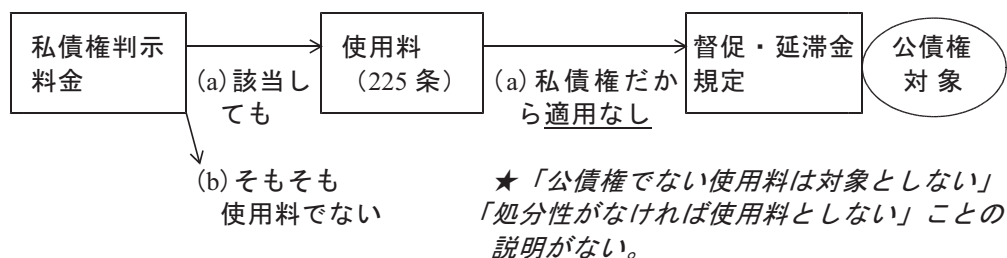 私債権判示
料金
(a)該当し
ても
使用料
（225 条）
(a)私債権だか
ら適用なし
督促・延滞金
規定
公債権
対 象
(b)そもそも
使用料でない
★「公債権でない使用料は対象としない」
「処分性がなければ使用料としない」ことの
説明がない。